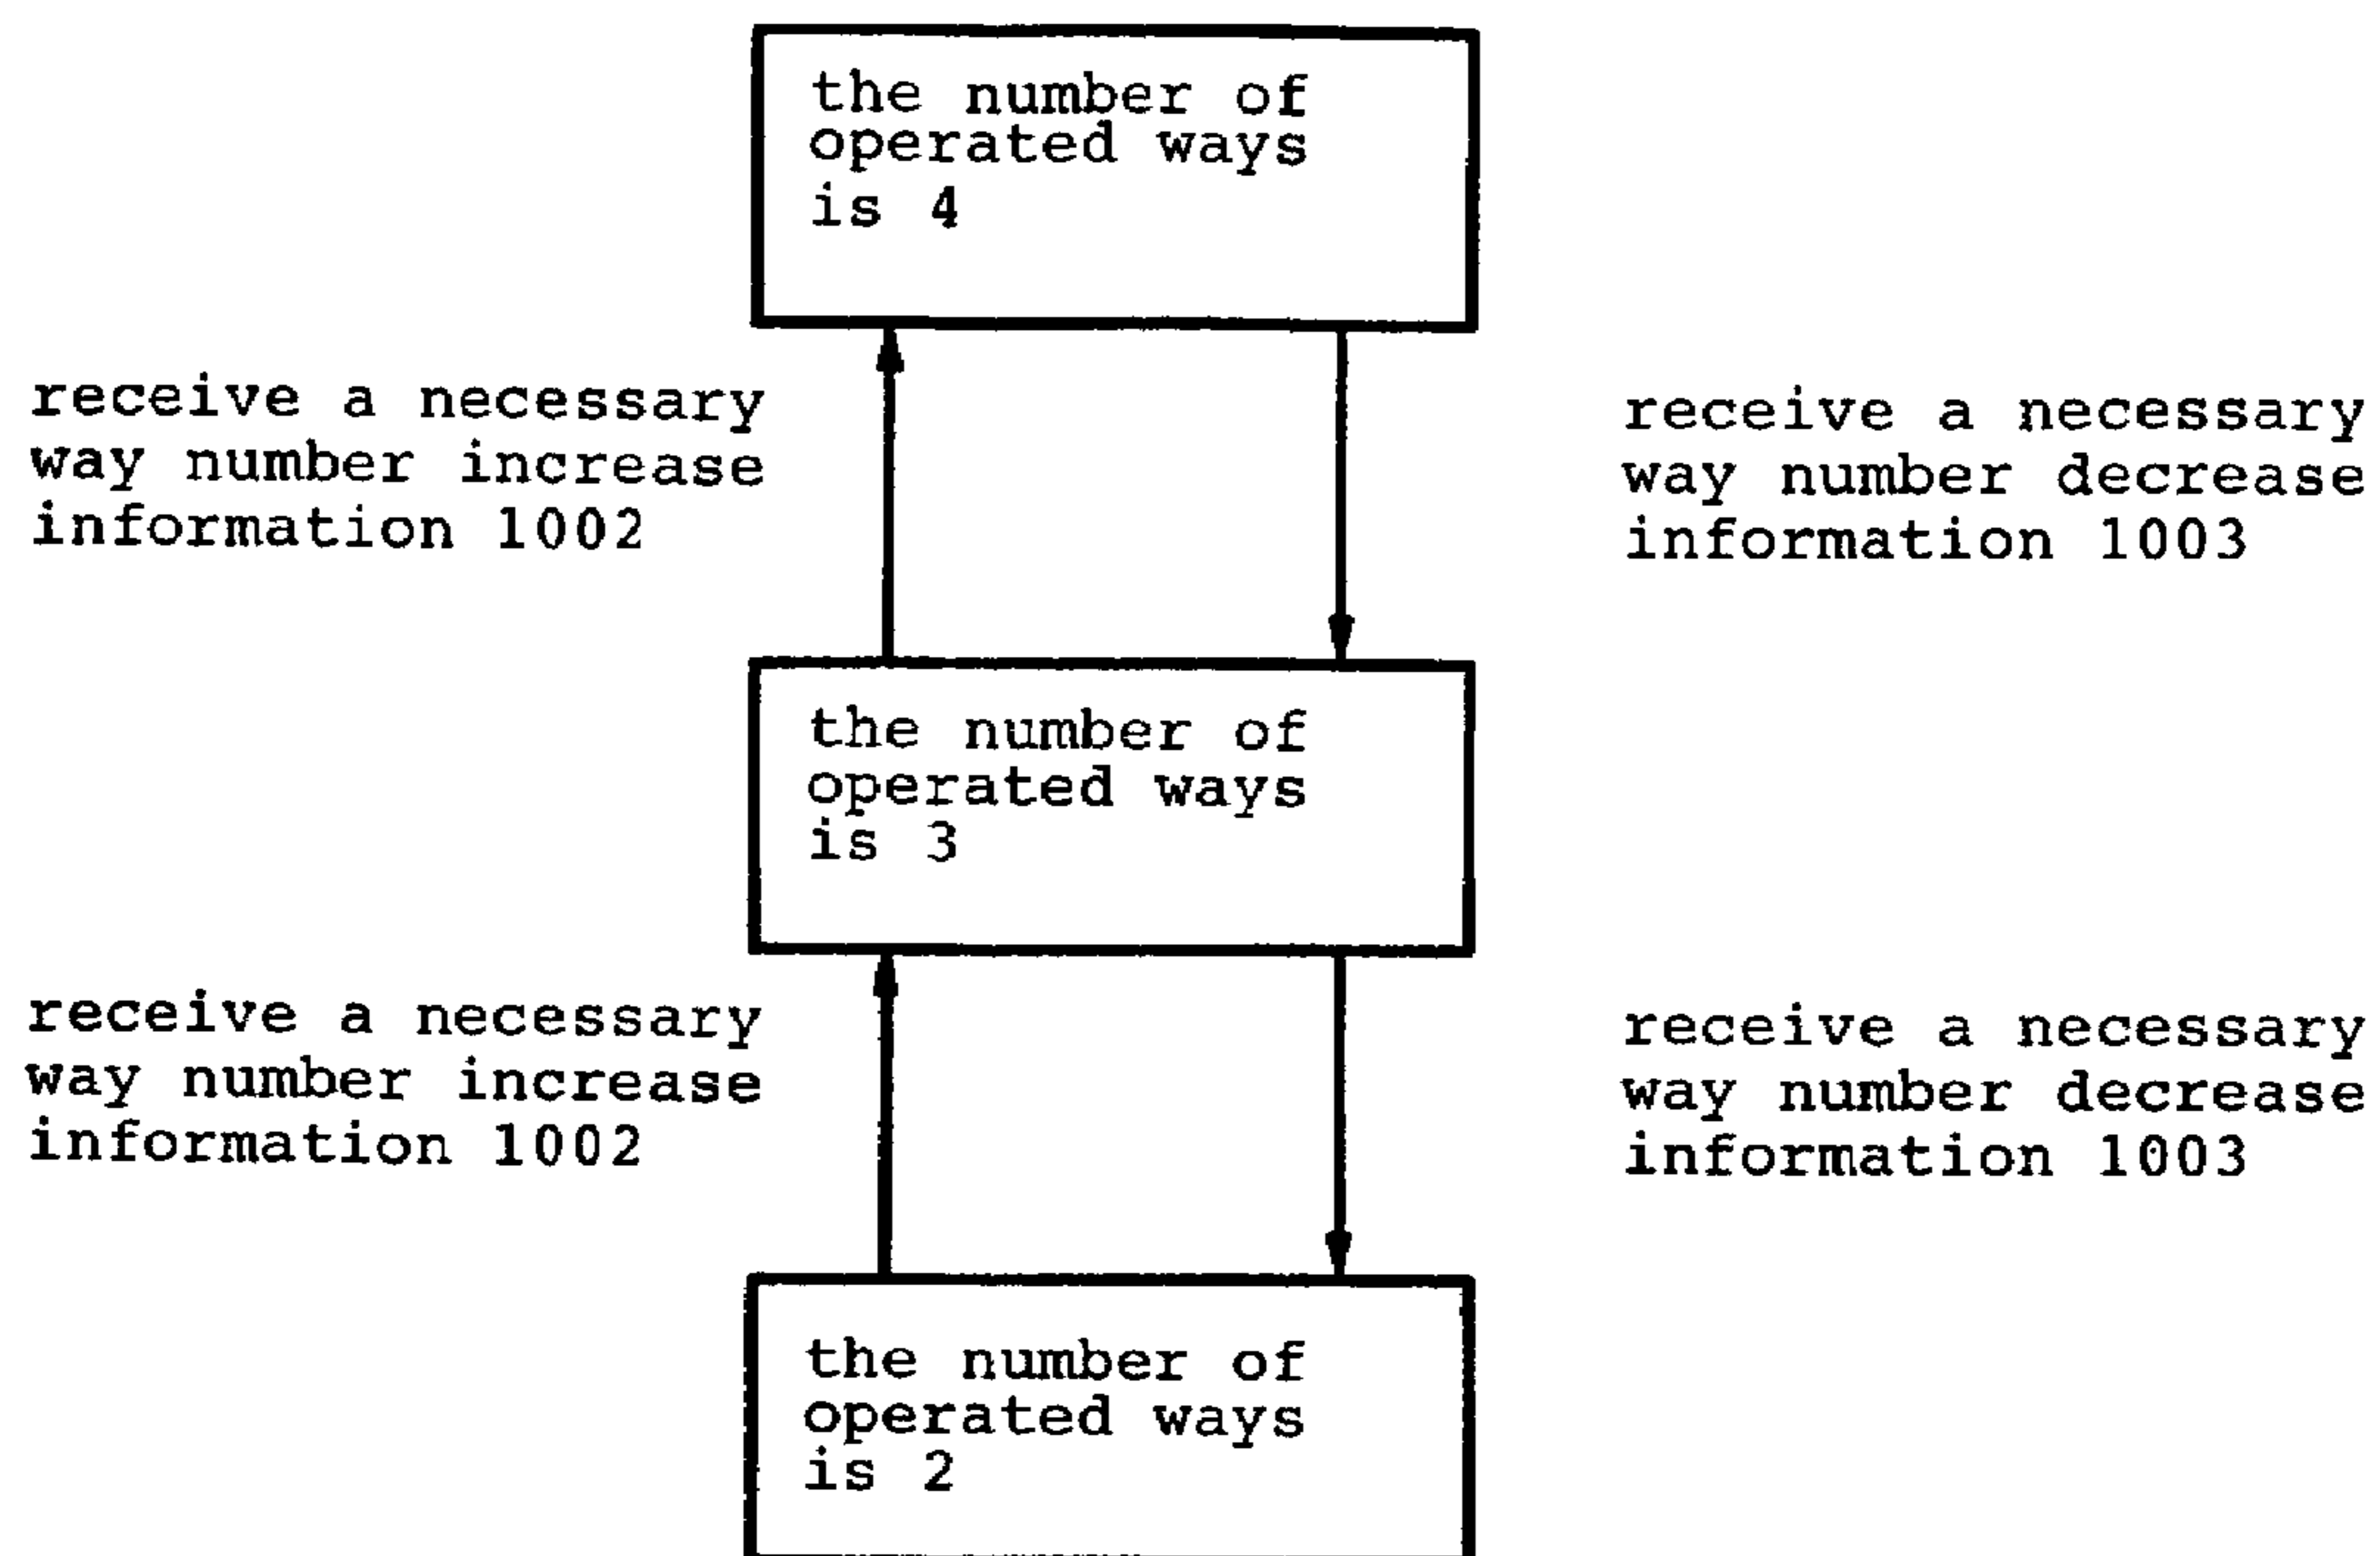 the number of
operated ways
is 4
receive a necessary
way number increase
information 1002
receive a necessary
way number decrease
information 1003
the number of
operated ways
is 3
receive a necessary
way number increase
information 1002
receive a necessary
way number decrease
information 1003
the number of
operated ways
is 2